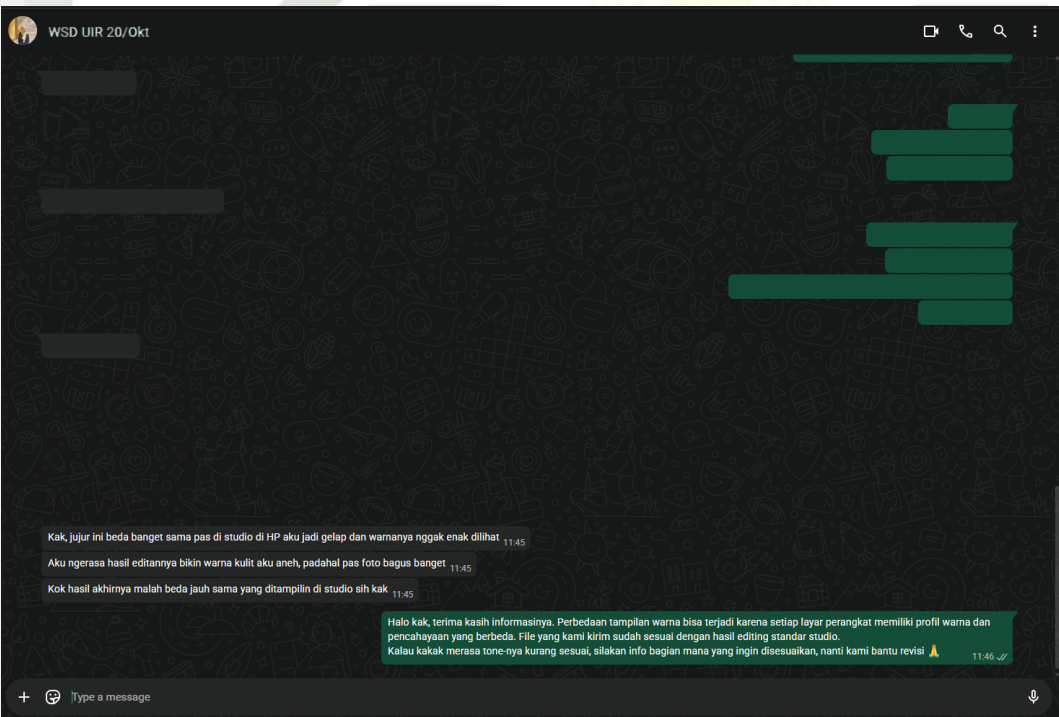 WSD UIR 20/Okt
Kak, jujur ini beda banget sama pas di studio di HP aku jadi gelap dan warnanya nggak enak dilihat 11:45
Aku ngerasa hasil editannya bikin warna kulit aku aneh, padahal pas foto bagus banget 11:45
Kok hasil akhirnya malah beda jauh sama yang ditampilin di studio sih kak 11:45
Halo kak, terima kasih informasinya. Perbedaan tampilan warna bisa terjadi karena setiap layar perangkat memiliki profil warna dan
pencahayaan yang berbeda. File yang kami kirim sudah sesuai dengan hasil editing standar studio.
Kalau kakak merasa tone-nya kurang sesuai, silakan info bagian mana yang ingin disesuaikan, nanti kami bantu revisi 🙏 11:46
Type a message